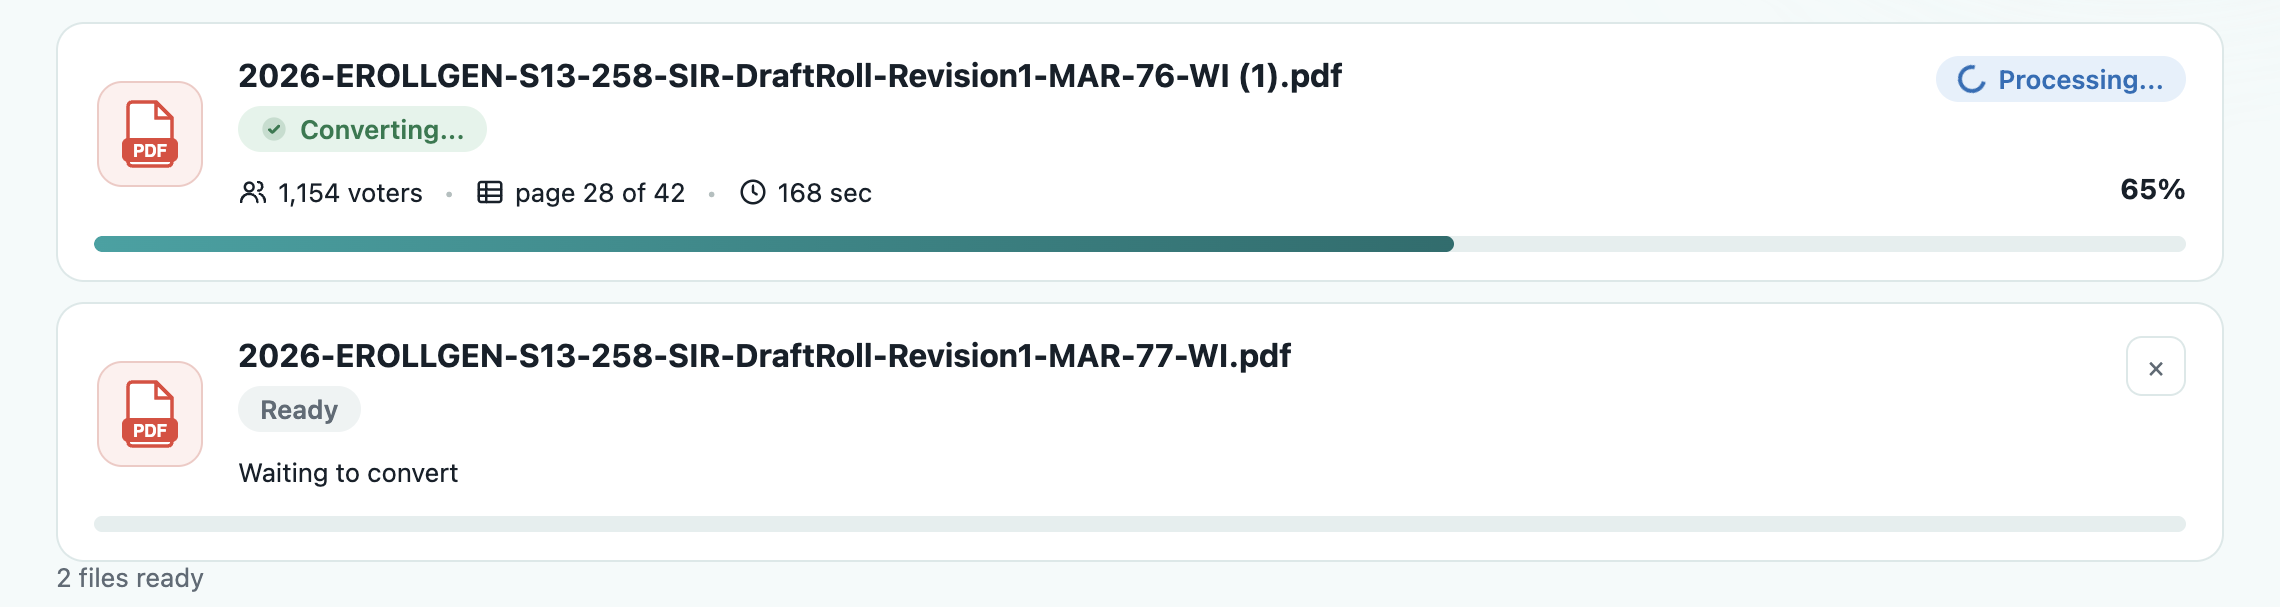 2026-EROLLGEN-S13-258-SIR-DraftRoll-Revision1-MAR-76-WI (1).pdf
Processing...
PDF
Converting...
1,154 voters • page 28 of 42 • 168 sec
65%
2026-EROLLGEN-S13-258-SIR-DraftRoll-Revision1-MAR-77-WI.pdf
×
PDF
Ready
Waiting to convert
2 files ready